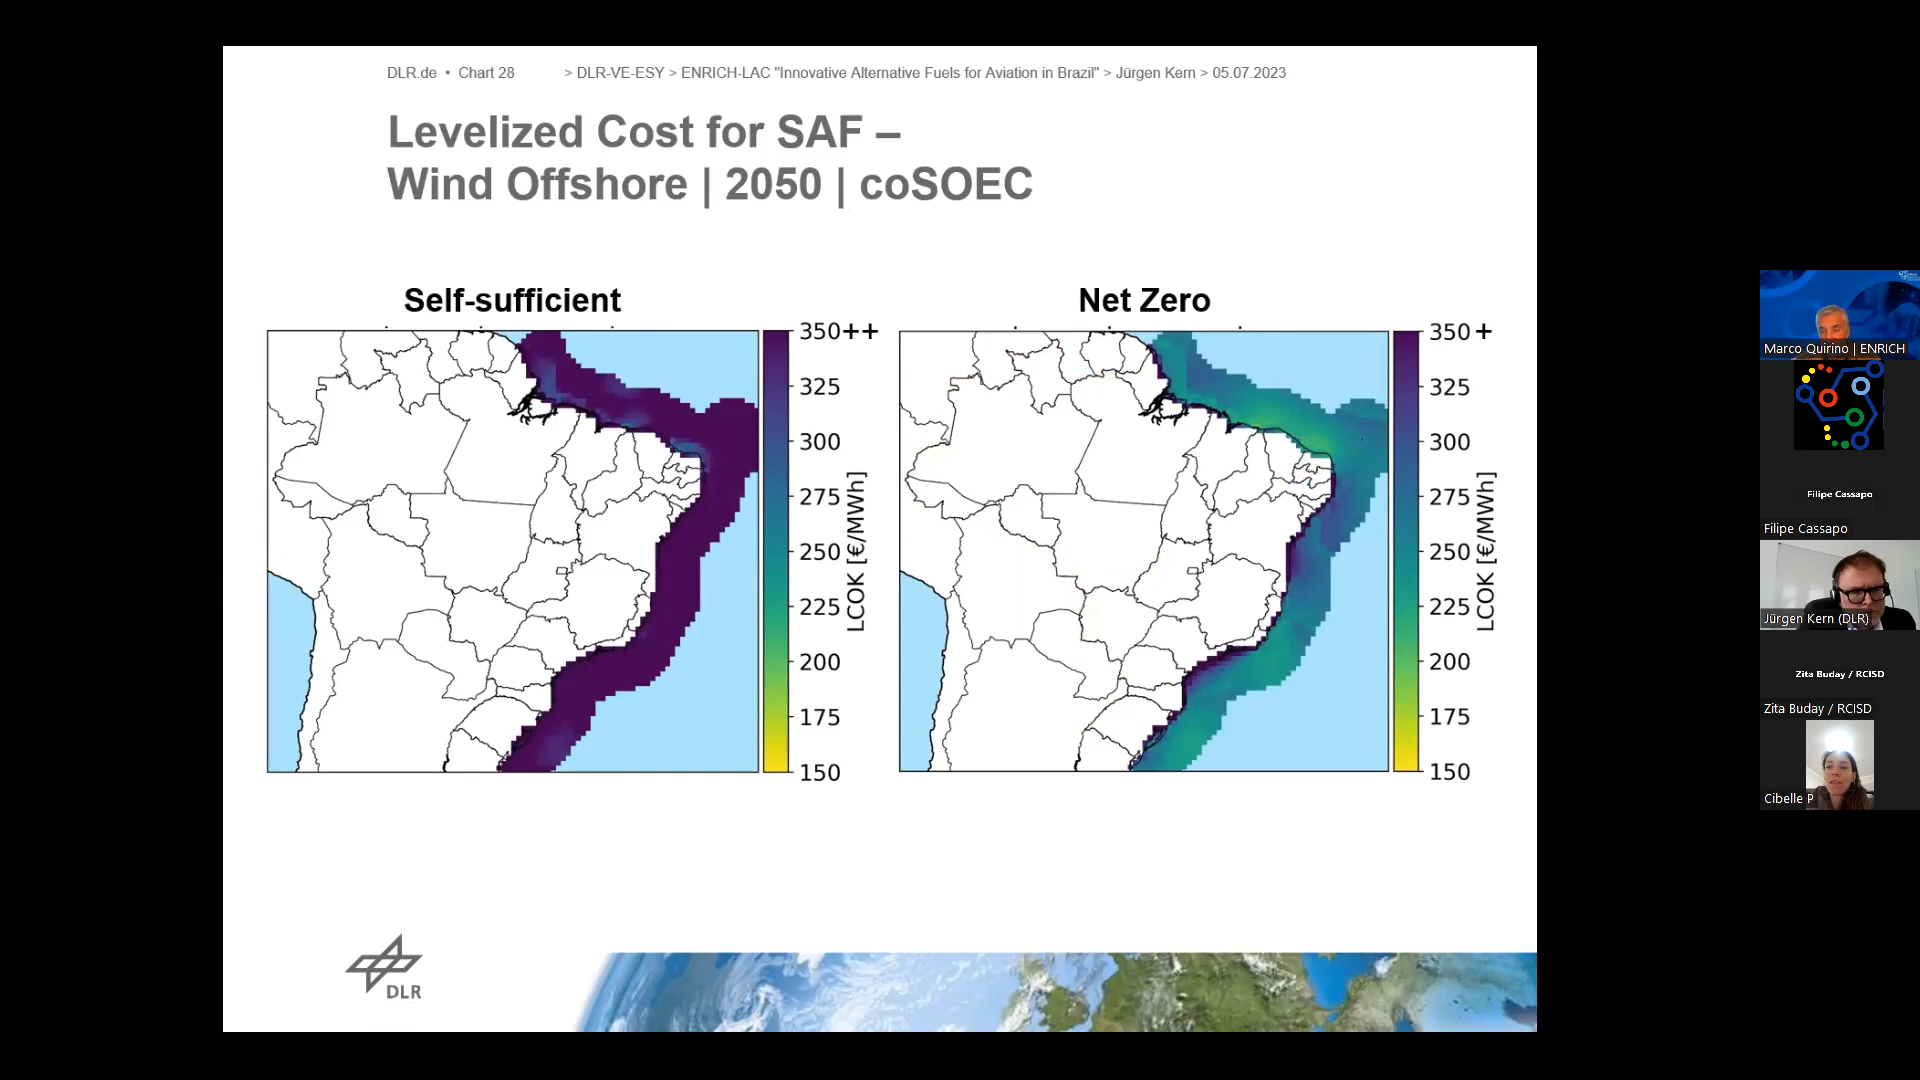 DLR.de • Chart 28 > DLR-VE-ESY > ENRICH-LAC "Innovative Alternative Fuels for Aviation in Brazil" > Jürgen Kern > 05.07.2023
Levelized Cost for SAF –
Wind Offshore | 2050 | coSOEC
Self-sufficient
350++
325
300
275
250
225
200
175
150
LCOK [€/MWh]
Net Zero
350 +
325
300
275
250
225
200
175
150
LCOK [€/MWh]
DLR
Marco Quirino | ENRICH
Filipe Cassapo
Filipe Cassapo
Jürgen Kern (DLR)
Zita Buday / RCISD
Zita Buday / RCISD
Cibelle P